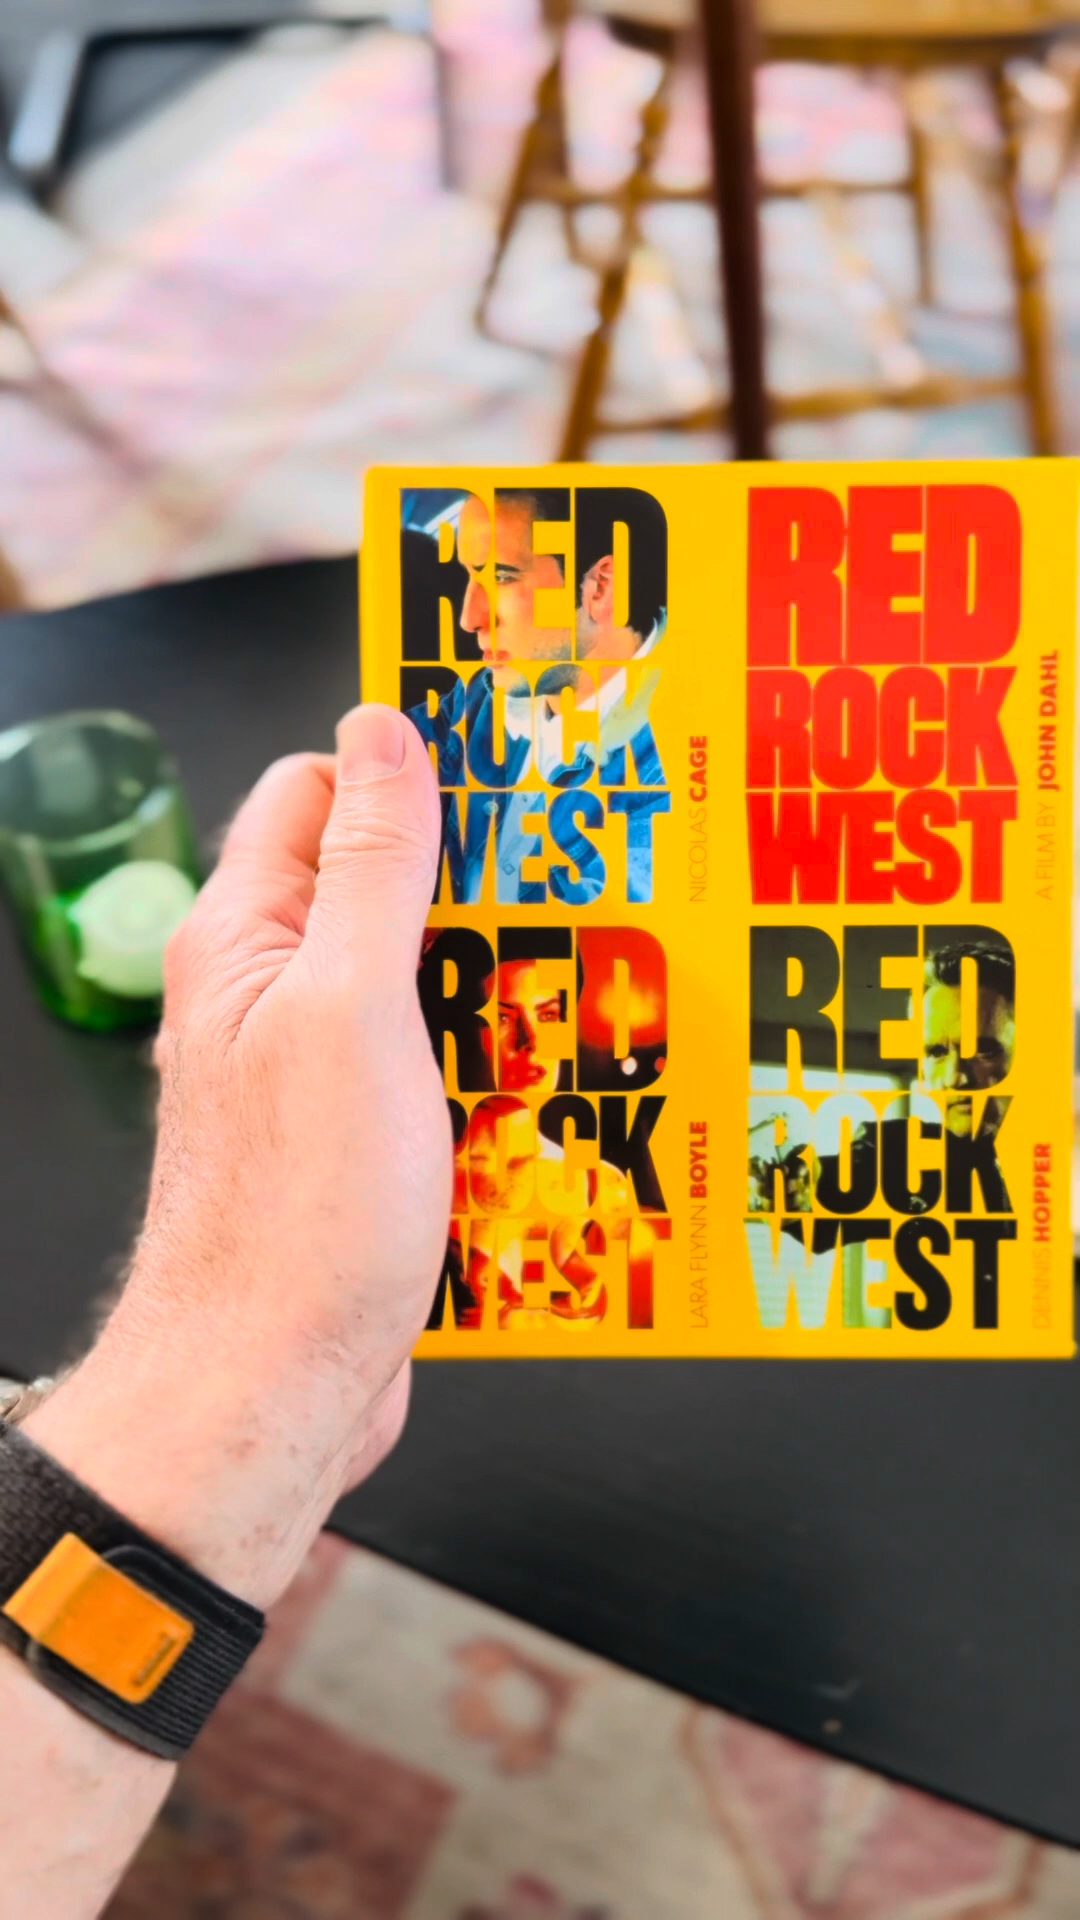 RED
ROCK
WEST
NICOLAS CAGE
RED
ROCK
WEST
A FILM BY JOHN DAHL
RED
ROCK
WEST
LARA FLYNN BOYLE
RED
ROCK
WEST
DENNIS HOPPER